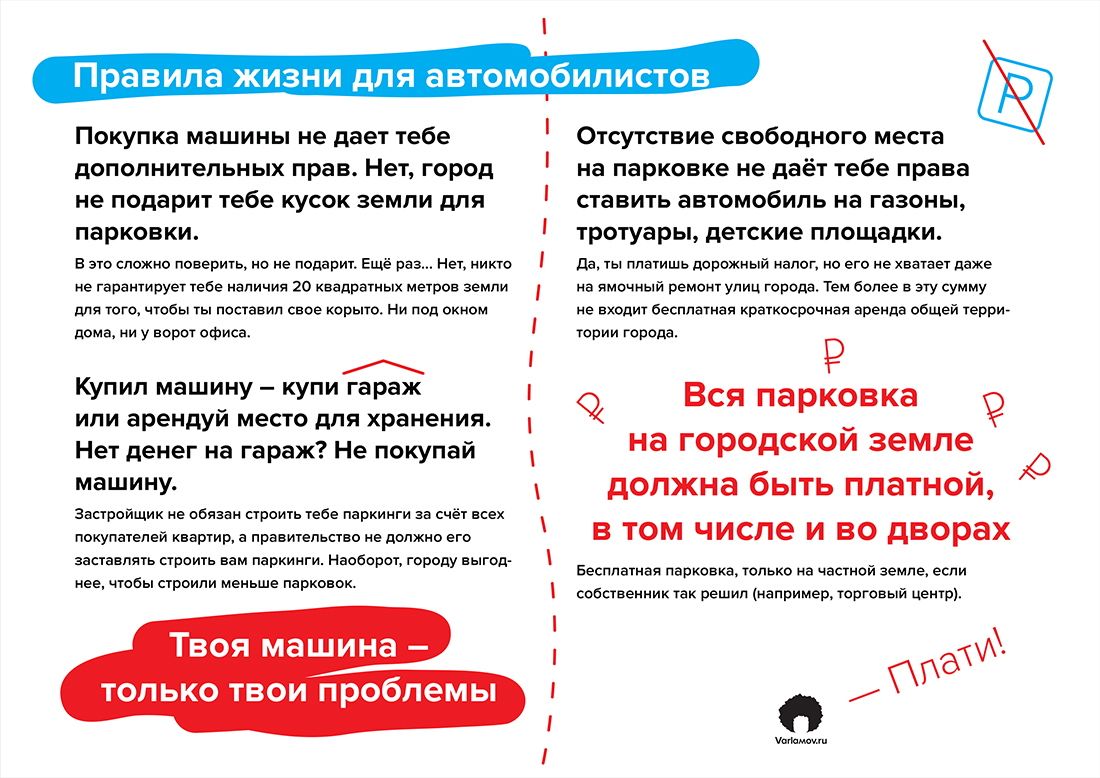 Правила жизни для автомобилистов
Покупка машины не дает тебе
дополнительных прав. Нет, город
не подарит тебе кусок земли для
парковки.
В это сложно поверить, но не подарит. Ещё раз... Нет, никто
не гарантирует тебе наличия 20 квадратных метров земли
для того, чтобы ты поставил свое корыто. Ни под окном
дома, ни у ворот офиса.
Купил машину – купи гараж
или арендуй место для хранения.
Нет денег на гараж? Не покупай
машину.
Застройщик не обязан строить тебе паркинги за счёт всех
покупателей квартир, а правительство не должно его
заставлять строить вам паркинги. Наоборот, городу выгод-
нее, чтобы строили меньше парковок.
Твоя машина –
только твои проблемы
P
Отсутствие свободного места
на парковке не даёт тебе права
ставить автомобиль на газоны,
тротуары, детские площадки.
Да, ты платишь дорожный налог, но его не хватает даже
на ямочный ремонт улиц города. Тем более в эту сумму
не входит бесплатная краткосрочная аренда общей терри-
тории города.
₽
₽
₽
₽
Вся парковка
на городской земле
должна быть платной,
в том числе и во дворах
Бесплатная парковка, только на частной земле, если
собственник так решил (например, торговый центр).
— Плати!
Varlamov.ru